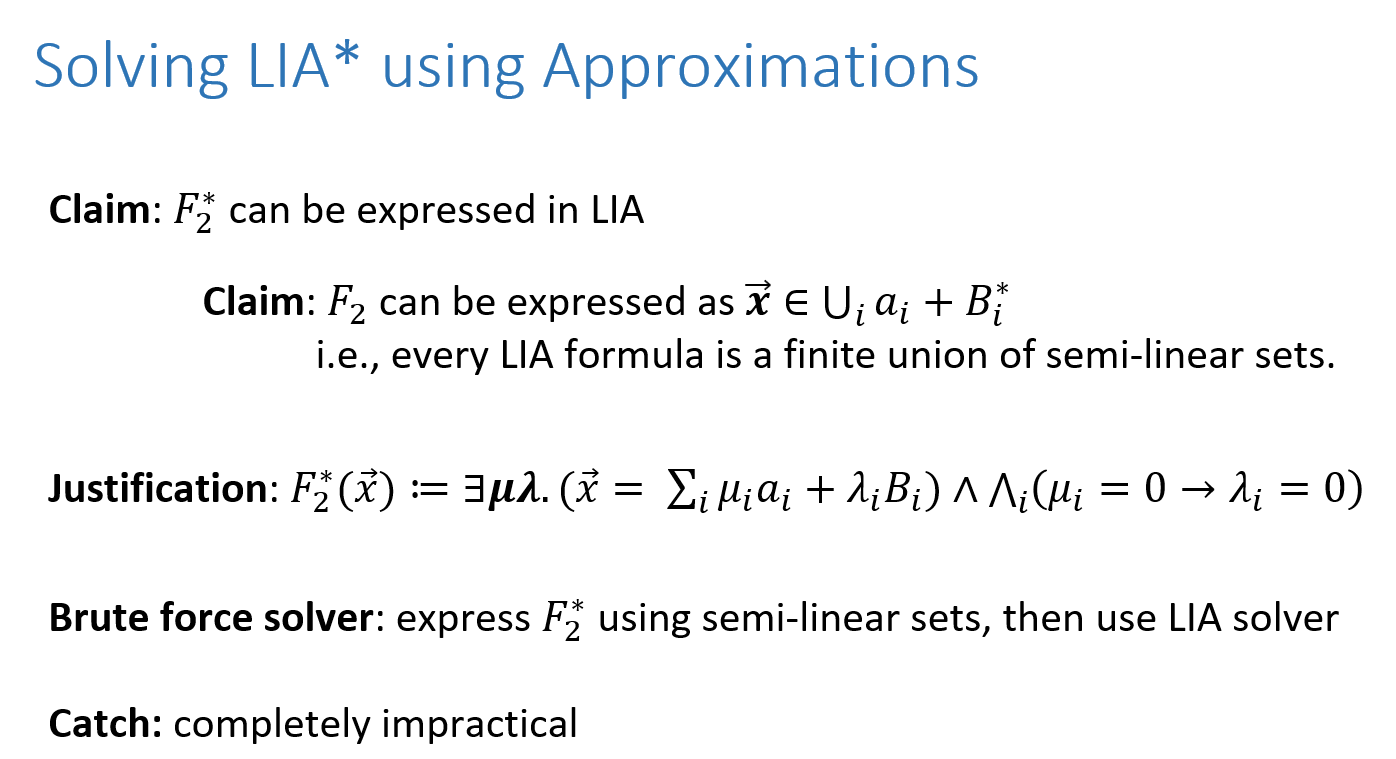 Solving LIA* using Approximations
Claim: $F_2^*$ can be expressed in LIA
Claim: $F_2$ can be expressed as $\vec{\boldsymbol{x}} \in \bigcup_i a_i + B_i^*$
i.e., every LIA formula is a finite union of semi-linear sets.
Justification: $F_2^*(\vec{x}) \coloneqq \exists \boldsymbol{\mu\lambda}. (\vec{x} = \sum_i \mu_i a_i + \lambda_i B_i) \wedge \bigwedge_i (\mu_i = 0 \rightarrow \lambda_i = 0)$
Brute force solver: express $F_2^*$ using semi-linear sets, then use LIA solver
Catch: completely impractical